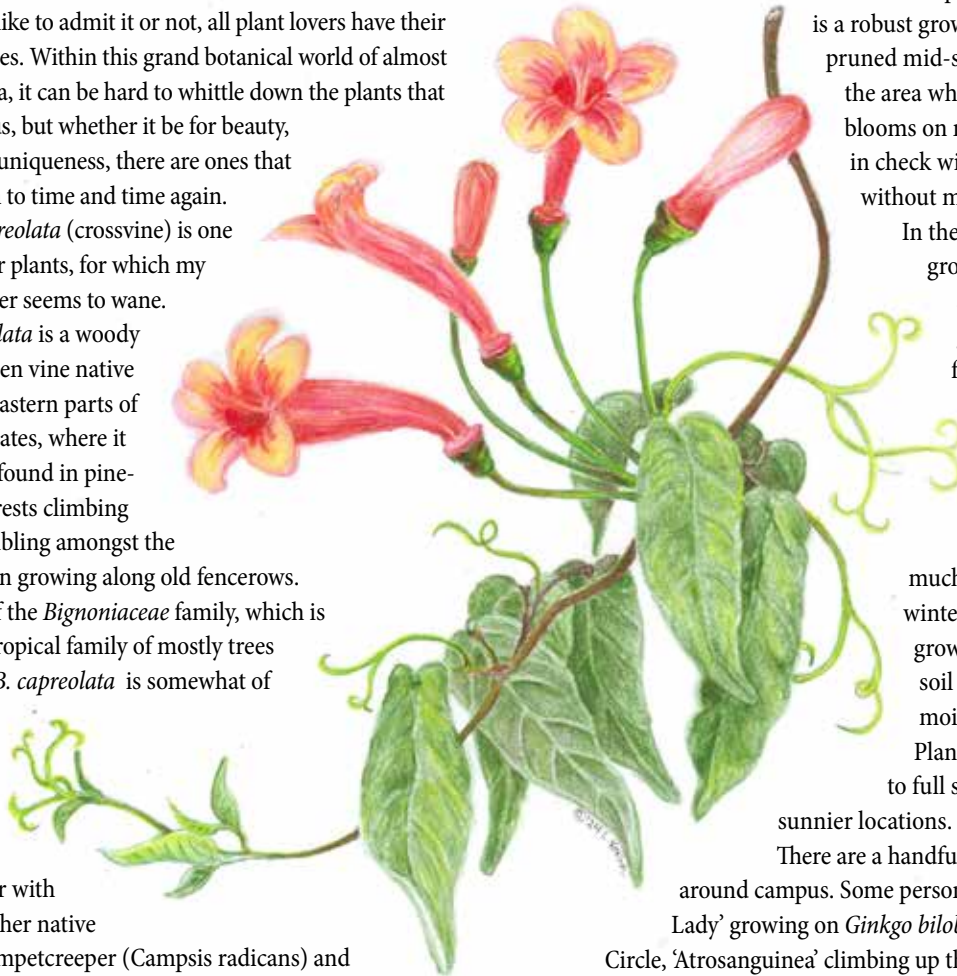 like to admit it or not, all plant lovers have their
es. Within this grand botanical world of almost
a, it can be hard to whittle down the plants that
us, but whether it be for beauty,
uniqueness, there are ones that
to time and time again.
reolata (crossvine) is one
r plants, for which my
er seems to wane.
lata is a woody
en vine native
astern parts of
ates, where it
found in pine-
rests climbing
bling amongst the
n growing along old fencerows.
f the Bignoniaceae family, which is
ropical family of mostly trees
B. capreolata is somewhat of
r with
her native
mpetcreeper (Campsis radicans) and
is a robust grow
pruned mid-s
the area wh
blooms on
in check wi
without m
In the
gro
f
much
winte
grow
soil
moi
Plan
to full s
sunnier locations.
There are a handfu
around campus. Some person
Lady’ growing on Ginkgo bilob
Circle, ‘Atrosanguinea’ climbing up th